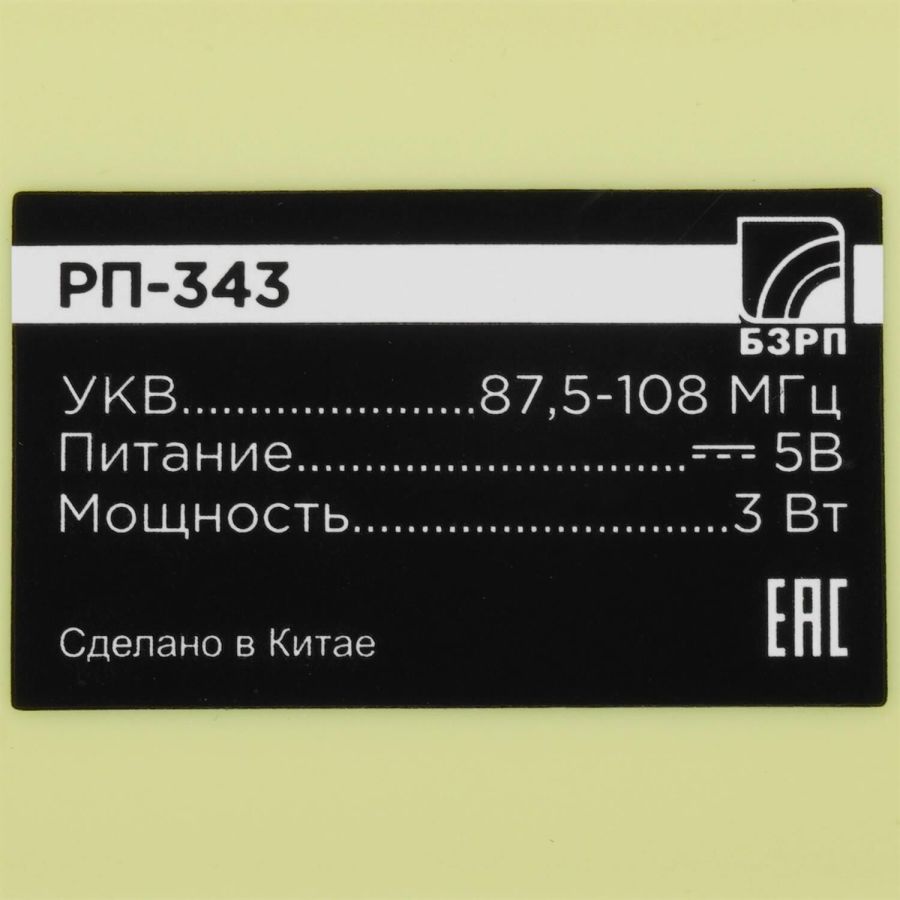 РП-343
БЗРП
УКВ......................87,5-108 МГц
Питание............................. ⎓ 5В
Мощность............................3 Вт
ЕАС
Сделано в Китае